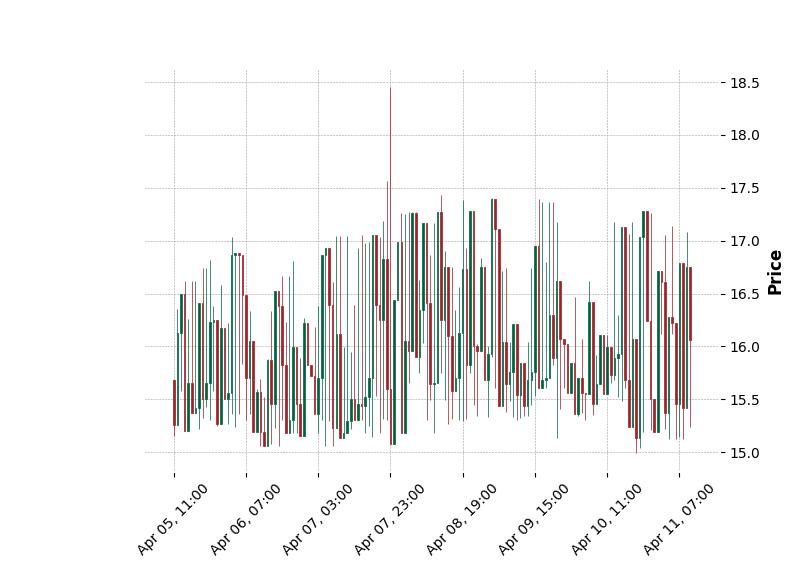 18.5
18.0
17.5
17.0
16.5
16.0
15.5
15.0
Price
Apr 05, 11:00
Apr 06, 07:00
Apr 07, 03:00
Apr 07, 23:00
Apr 08, 19:00
Apr 09, 15:00
Apr 10, 11:00
Apr 11, 07:00